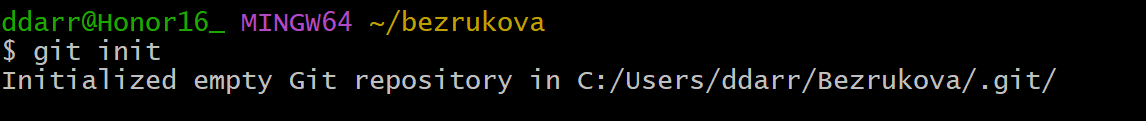 ddarr@Honor16_ MINGW64 ~/bezrukova
$ git init
Initialized empty Git repository in C:/Users/ddarr/Bezrukova/.git/